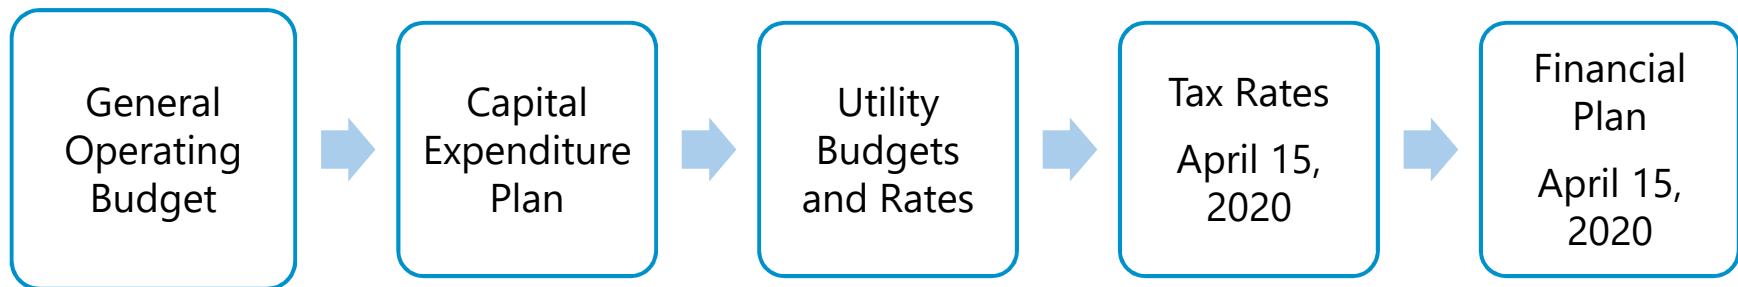 General
Operating
Budget
Capital
Expenditure
Plan
Utility
Budgets
and Rates
Tax Rates
April 15,
2020
Financial
Plan
April 15,
2020